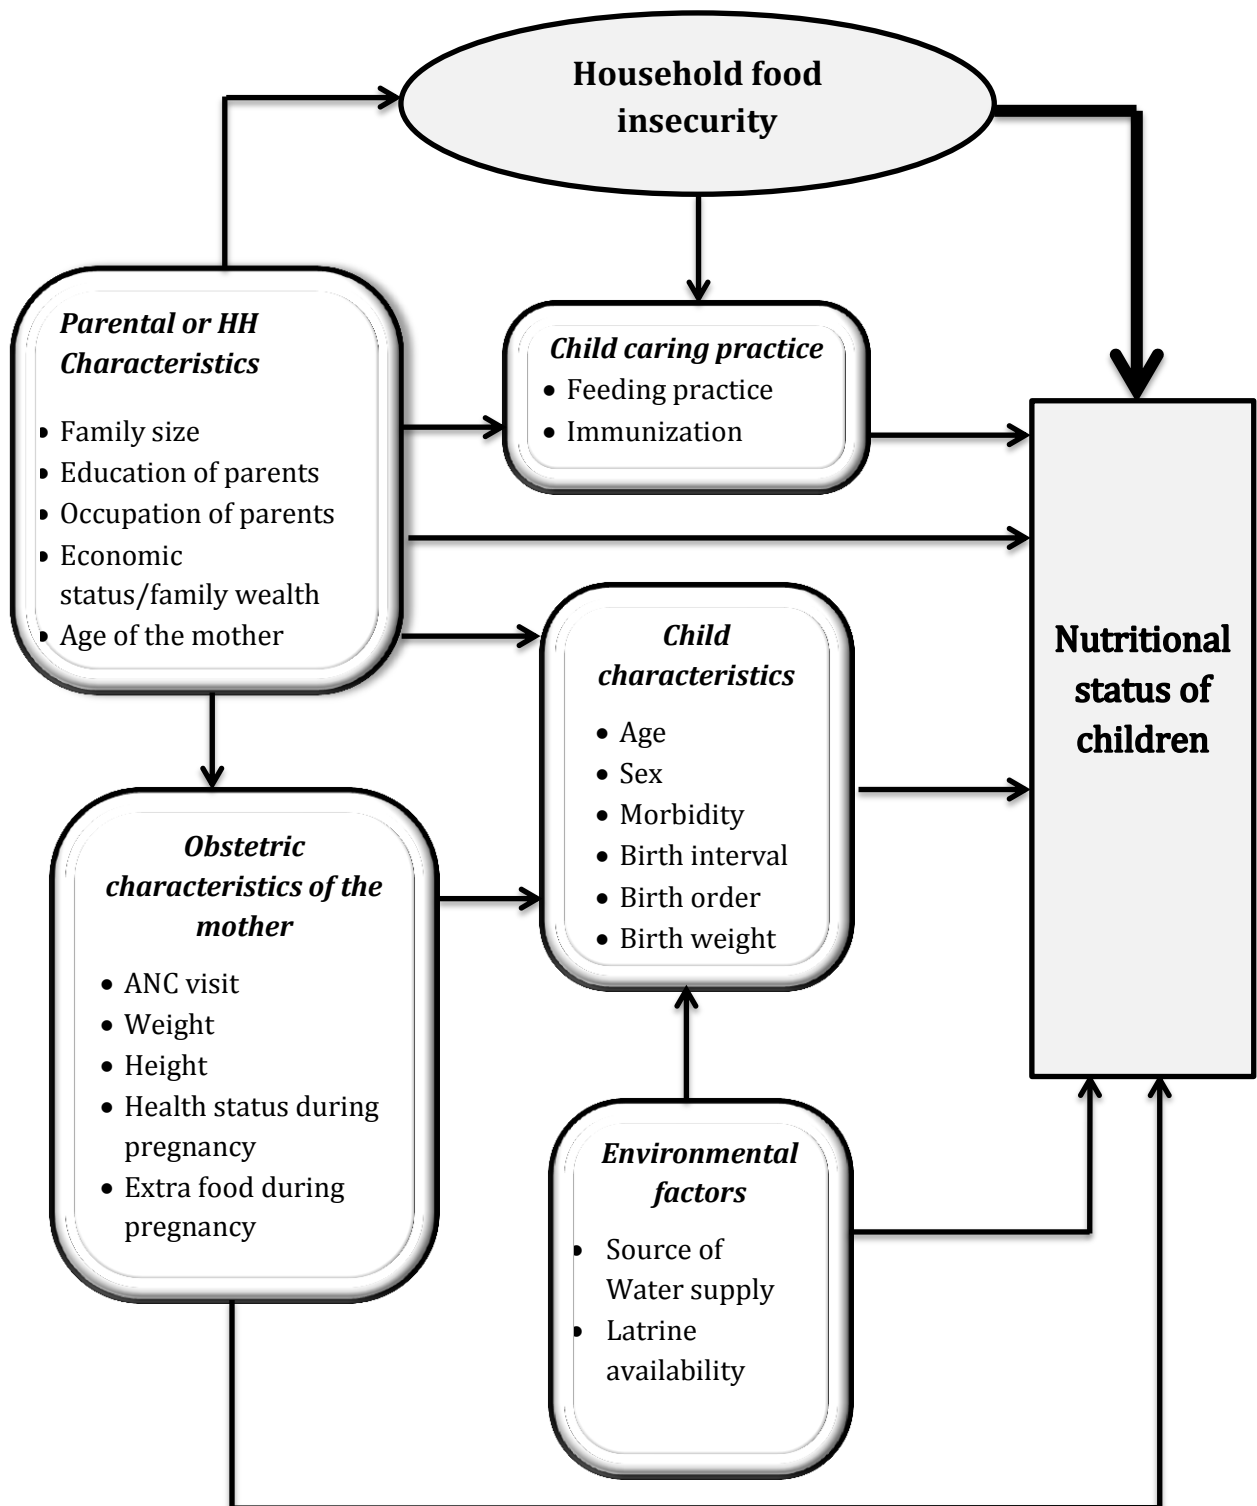 Household food
insecurity
Parental or HH
Characteristics
• Family size
• Education of parents
• Occupation of parents
• Economic
status/family wealth
• Age of the mother
Child caring practice
• Feeding practice
• Immunization
Child
characteristics
• Age
• Sex
• Morbidity
• Birth interval
• Birth order
• Birth weight
Nutritional
status of
children
Obstetric
characteristics of the
mother
• ANC visit
• Weight
• Height
• Health status during
pregnancy
• Extra food during
pregnancy
Environmental
factors
• Source of
Water supply
• Latrine
availability